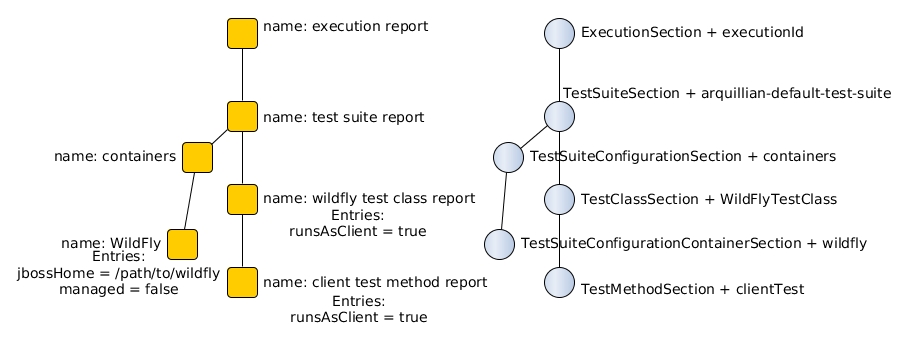 name: execution report
name: test suite report
name: containers
name: wildfly test class report
Entries:
runsAsClient = true
name: WildFly
Entries:
jbossHome = /path/to/wildfly
managed = false
name: client test method report
Entries:
runsAsClient = true
ExecutionSection + executionId
TestSuiteSection + arquillian-default-test-suite
TestSuiteConfigurationSection + containers
TestClassSection + WildFlyTestClass
TestSuiteConfigurationContainerSection + wildfly
TestMethodSection + clientTest